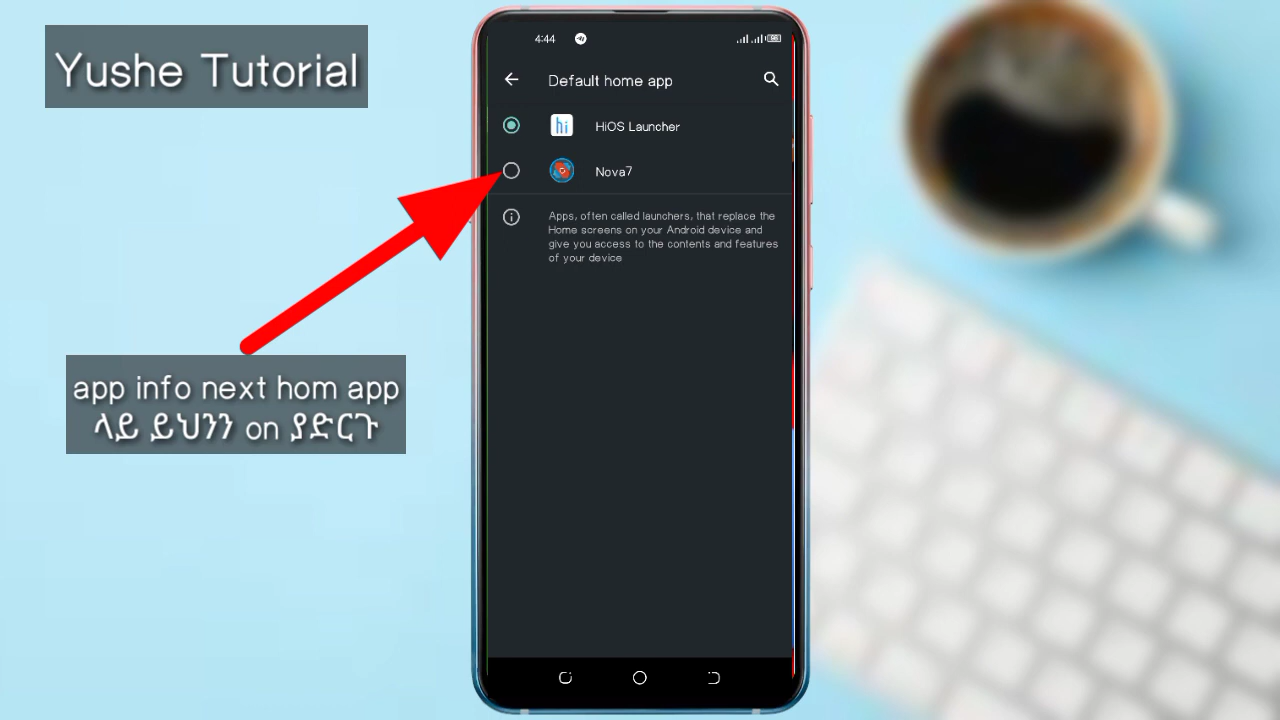 Yushe Tutorial
4:44
Default home app
hi
HiOS Launcher
Nova7
Apps, often called launchers, that replace the
Home screens on your Android device and
give you access to the contents and features
of your device
app info next hom app
ላይ ይህንን on ያድርጉ